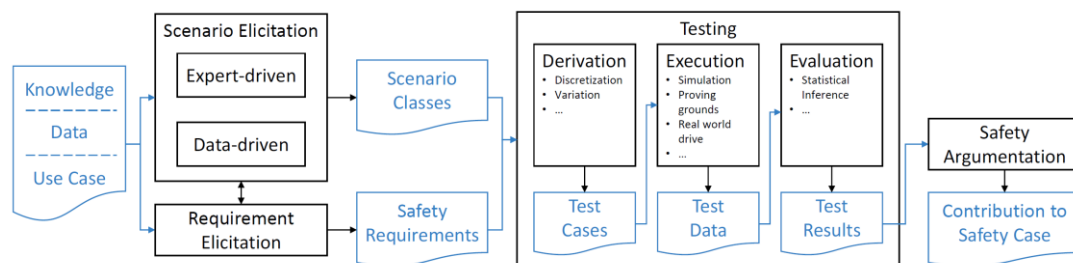 Knowledge
Data
Use Case
Scenario Elicitation
Expert-driven
Data-driven
Requirement
Elicitation
Scenario
Classes
Safety
Requirements
Testing
Derivation
• Discretization
• Variation
• ...
Test
Cases
Execution
• Simulation
• Proving
grounds
• Real world
drive
• ...
Test
Data
Evaluation
• Statistical
Inference
• ...
Test
Results
Safety
Argumentation
Contribution to
Safety Case